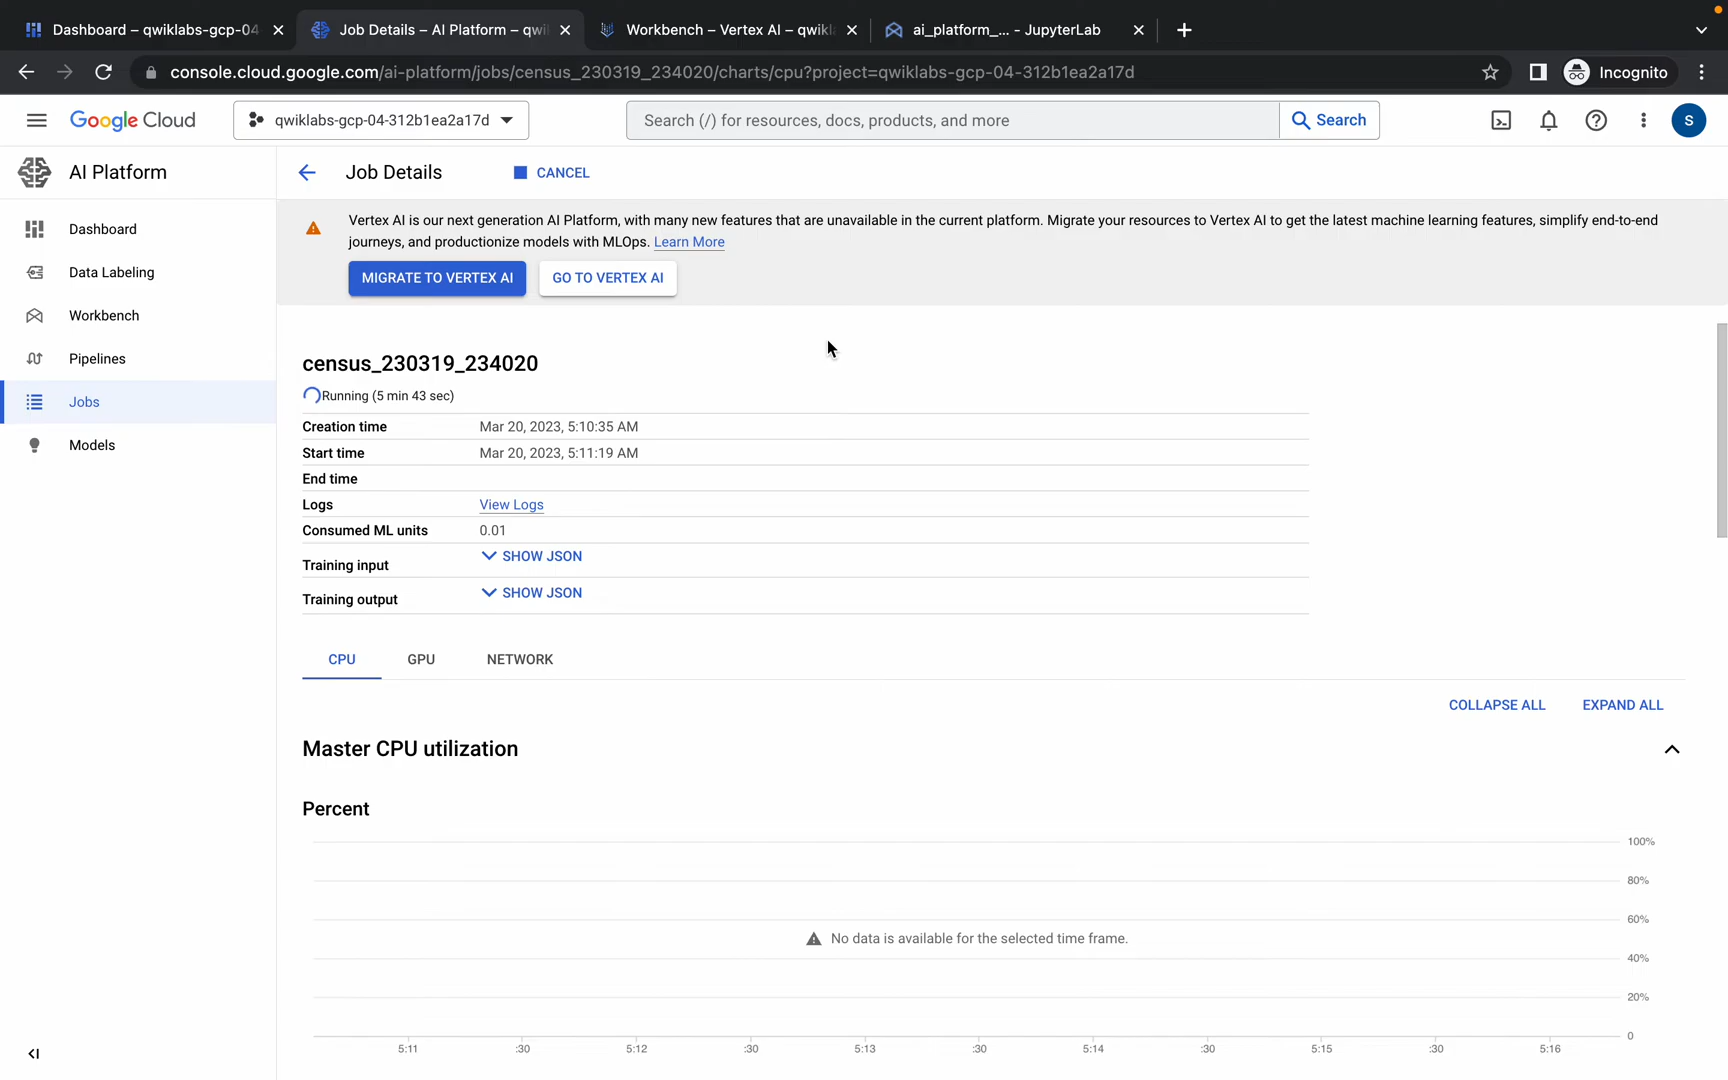 Dashboard – qwiklabs-gcp-04
Job Details – AI Platform – qwi
Workbench – Vertex AI – qwikl
ai_platform_... - JupyterLab
console.cloud.google.com/ai-platform/jobs/census_230319_234020/charts/cpu?project=qwiklabs-gcp-04-312b1ea2a17d
Incognito
Google Cloud
qwiklabs-gcp-04-312b1ea2a17d
Search (/) for resources, docs, products, and more
Search
S
AI Platform
Job Details
CANCEL
Dashboard
Data Labeling
Workbench
Pipelines
Jobs
Models
Vertex AI is our next generation AI Platform, with many new features that are unavailable in the current platform. Migrate your resources to Vertex AI to get the latest machine learning features, simplify end-to-end
journeys, and productionize models with MLOps. Learn More
MIGRATE TO VERTEX AI
GO TO VERTEX AI
census_230319_234020
Running (5 min 43 sec)
Creation time Mar 20, 2023, 5:10:35 AM
Start time Mar 20, 2023, 5:11:19 AM
End time
Logs View Logs
Consumed ML units 0.01
Training input SHOW JSON
Training output SHOW JSON
CPU GPU NETWORK
COLLAPSE ALL EXPAND ALL
Master CPU utilization
Percent
100%
80%
60%
No data is available for the selected time frame.
40%
20%
0
5:11 :30 5:12 :30 5:13 :30 5:14 :30 5:15 :30 5:16